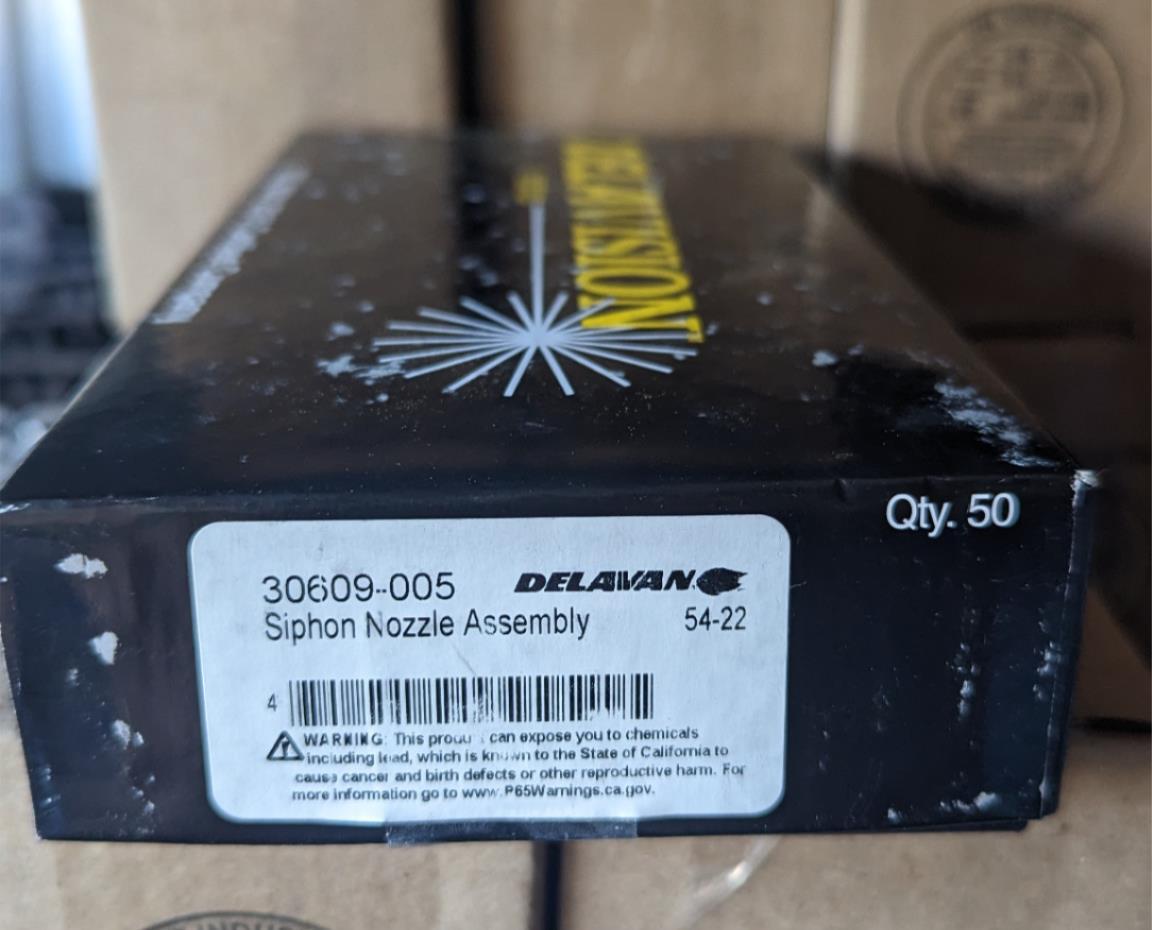 Qty. 50
30609-005
DELAVAN
Siphon Nozzle Assembly
54-22
4
WARNING: This produ can expose you to chemicals
including lead, which is known to the State of California to
cause cancer and birth defects or other reproductive harm. For
more information go to www.P65Warnings.ca.gov.